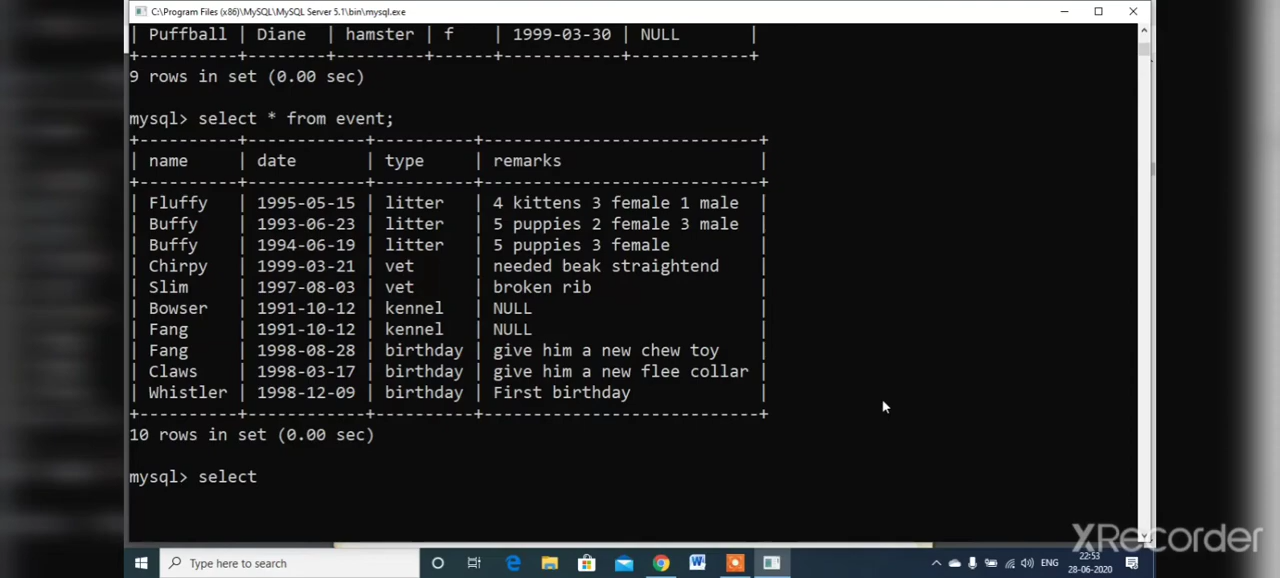 C:\Program Files (x86)\MySQL\MySQL Server 5.1\bin\mysql.exe
| Puffball | Diane | hamster | f | 1999-03-30 | NULL |
+----------+--------+---------+------+------------+------------+
9 rows in set (0.00 sec)
mysql> select * from event;
+----------+------------+----------+----------------------------+
| name | date | type | remarks |
+----------+------------+----------+----------------------------+
| Fluffy | 1995-05-15 | litter | 4 kittens 3 female 1 male |
| Buffy | 1993-06-23 | litter | 5 puppies 2 female 3 male |
| Buffy | 1994-06-19 | litter | 5 puppies 3 female |
| Chirpy | 1999-03-21 | vet | needed beak straightend |
| Slim | 1997-08-03 | vet | broken rib |
| Bowser | 1991-10-12 | kennel | NULL |
| Fang | 1991-10-12 | kennel | NULL |
| Fang | 1998-08-28 | birthday | give him a new chew toy |
| Claws | 1998-03-17 | birthday | give him a new flee collar |
| Whistler | 1998-12-09 | birthday | First birthday |
+----------+------------+----------+----------------------------+
10 rows in set (0.00 sec)
mysql> select
XRecorder
Type here to search
ENG
22:53
28-06-2020